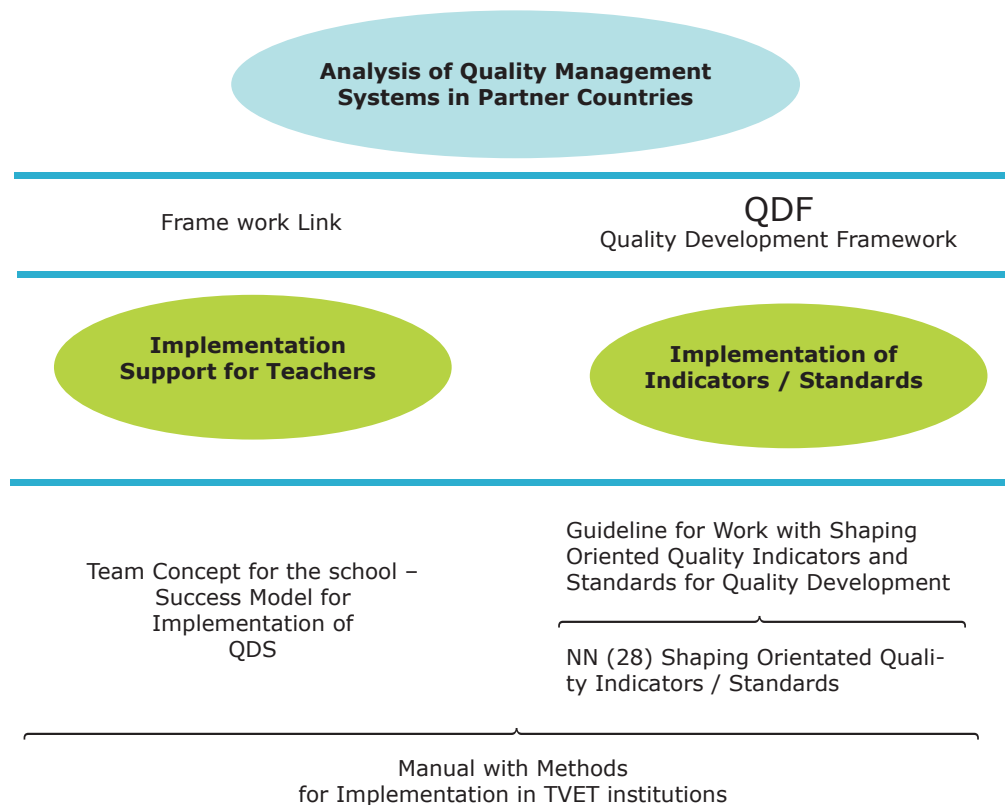 Analysis of Quality Management
Systems in Partner Countries
Frame work Link
QDF
Quality Development Framework
Implementation
Support for Teachers
Implementation of
Indicators / Standards
Team Concept for the school –
Success Model for
Implementation of
QDS
Guideline for Work with Shaping
Oriented Quality Indicators and
Standards for Quality Development
NN (28) Shaping Orientated Quali-
ty Indicators / Standards
Manual with Methods
for Implementation in TVET institutions